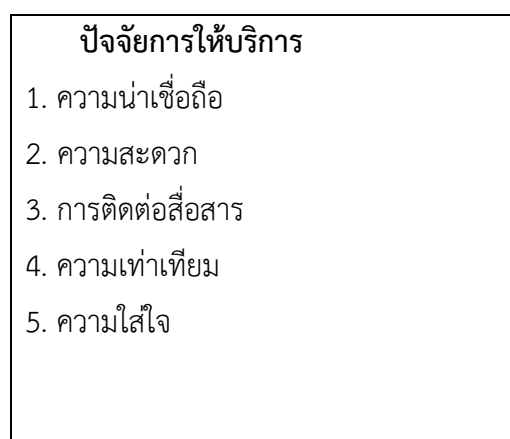 ปัจจัยการให้บริการ
1. ความน่าเชื่อถือ
2. ความสะดวก
3. การติดต่อสื่อสาร
4. ความเท่าเทียม
5. ความใส่ใจ